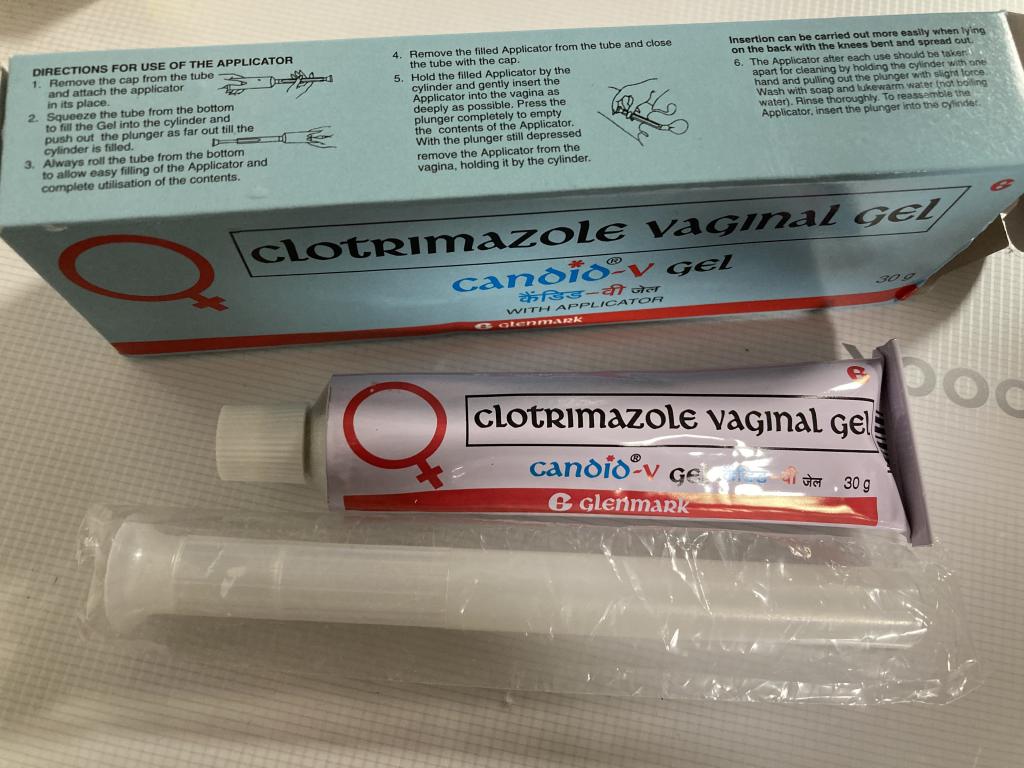 DIRECTIONS FOR USE OF THE APPLICATOR
1. Remove the cap from the tube
and attach the applicator
in its place.
2. Squeeze the tube from the bottom
to fill the Gel into the cylinder and
push out the plunger as far out till the
cylinder is filled.
3. Always roll the tube from the bottom
to allow easy filling of the Applicator and
complete utilisation of the contents.
4. Remove the filled Applicator from the tube and close
the tube with the cap.
5. Hold the filled Applicator by the
cylinder and gently insert the
Applicator into the vagina as
deeply as possible. Press the
plunger completely to empty
the contents of the Applicator.
With the plunger still depressed
remove the Applicator from the
vagina, holding it by the cylinder.
Insertion can be carried out more easily when lying
on the back with the knees bent and spread out.
6. The Applicator after each use should be taken
apart for cleaning by holding the cylinder with one
hand and pulling out the plunger with slight force.
Wash with soap and lukewarm water (not boiling
water). Rinse thoroughly. To reassemble the
Applicator, insert the plunger into the cylinder.
CLOTRIMAZOLE VAGINAL GEL
CANDID®-V GEL
कैंडिड-वी जेल
30 g
WITH APPLICATOR
GLENMARK
CLOTRIMAZOLE VAGINAL GEL
CANDID®-V GEL कैंडिड-वी जेल 30 g
GLENMARK